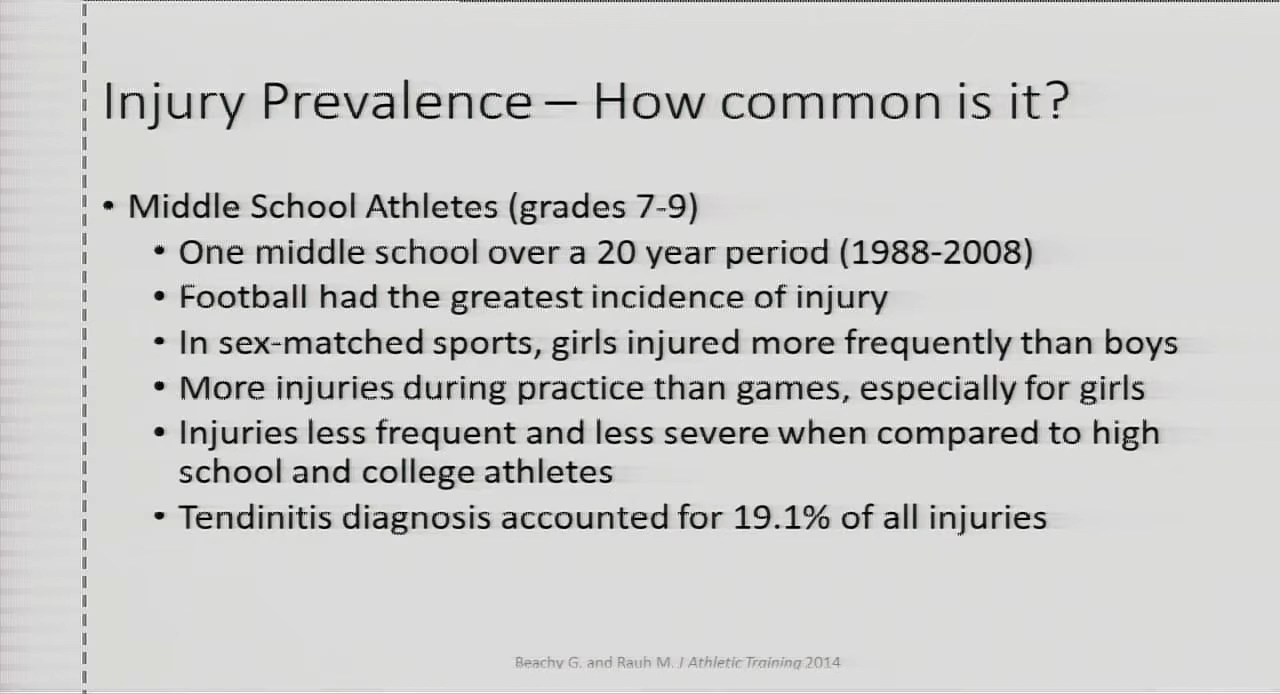 Injury Prevalence – How common is it?
• Middle School Athletes (grades 7-9)
• One middle school over a 20 year period (1988-2008)
• Football had the greatest incidence of injury
• In sex-matched sports, girls injured more frequently than boys
• More injuries during practice than games, especially for girls
• Injuries less frequent and less severe when compared to high
school and college athletes
• Tendinitis diagnosis accounted for 19.1% of all injuries
Beachy G. and Rauh M. J Athletic Training 2014